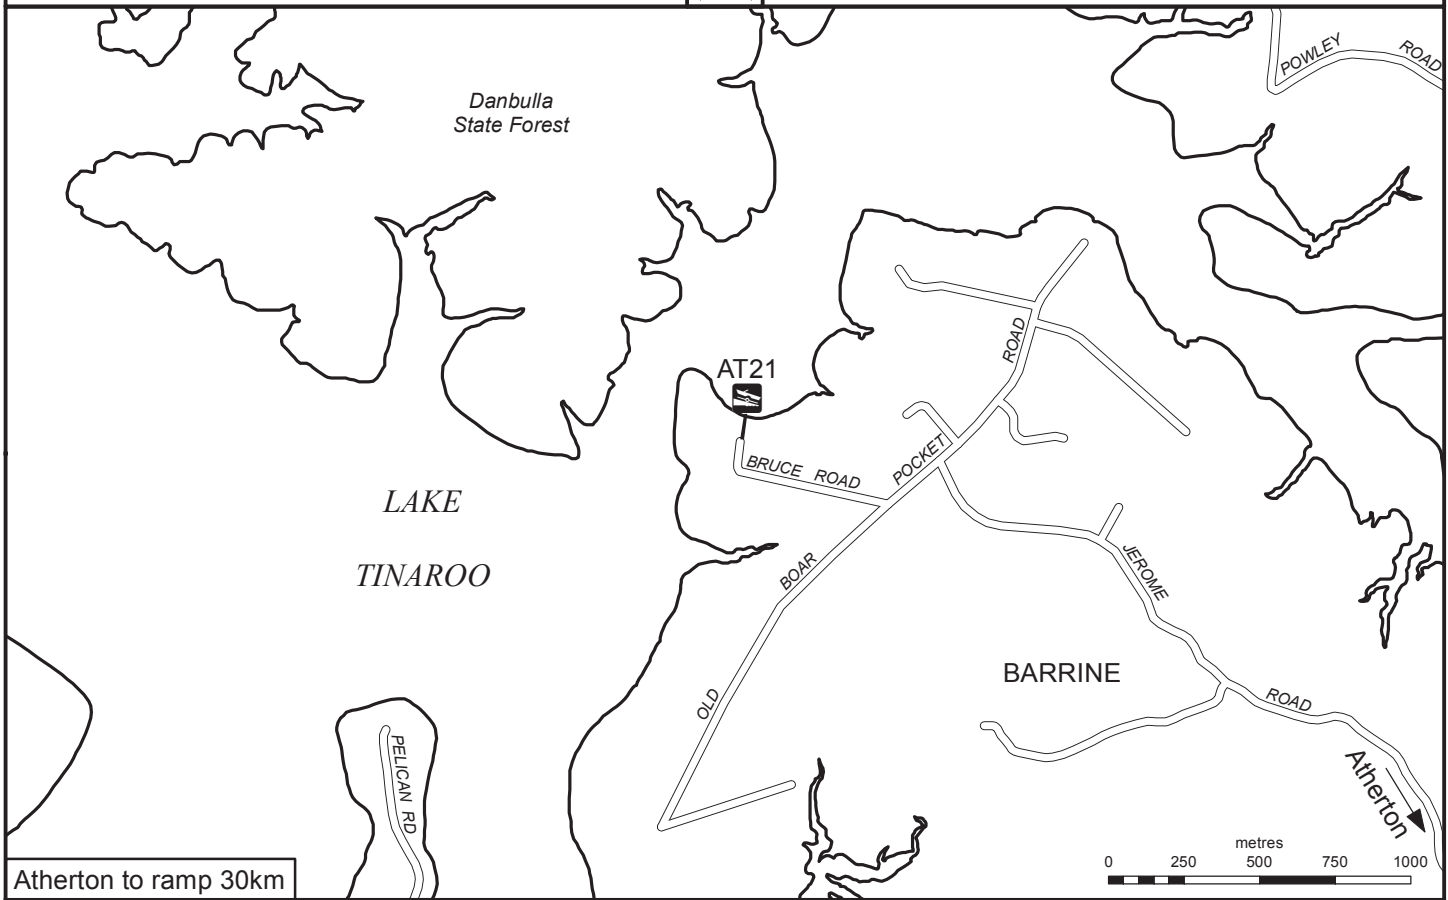 POWLEY ROAD
Danbulla
State Forest
AT21
BRUCE ROAD
OLD BOAR POCKET ROAD
LAKE
TINAROO
JEROME ROAD
BARRINE
PELICAN RD
Atherton
metres
0 250 500 750 1000
Atherton to ramp 30km